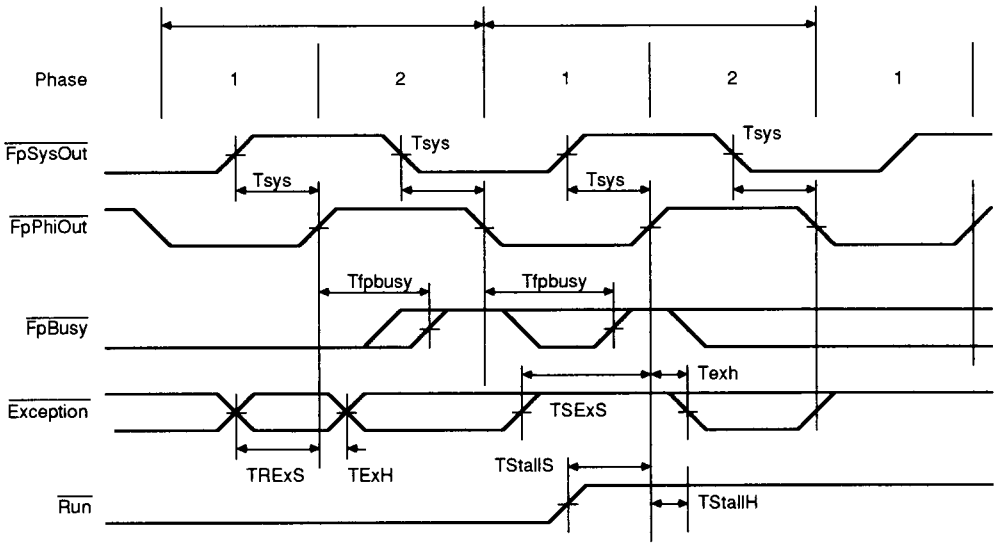 Phase 1 2 1 2 1
FpSysOut Tsys Tsys
Tsys Tsys
FpPhiOut
Tfpbusy Tfpbusy
FpBusy
Texh
Exception TSExS
TRExS TExH TStallS
Run TStallH